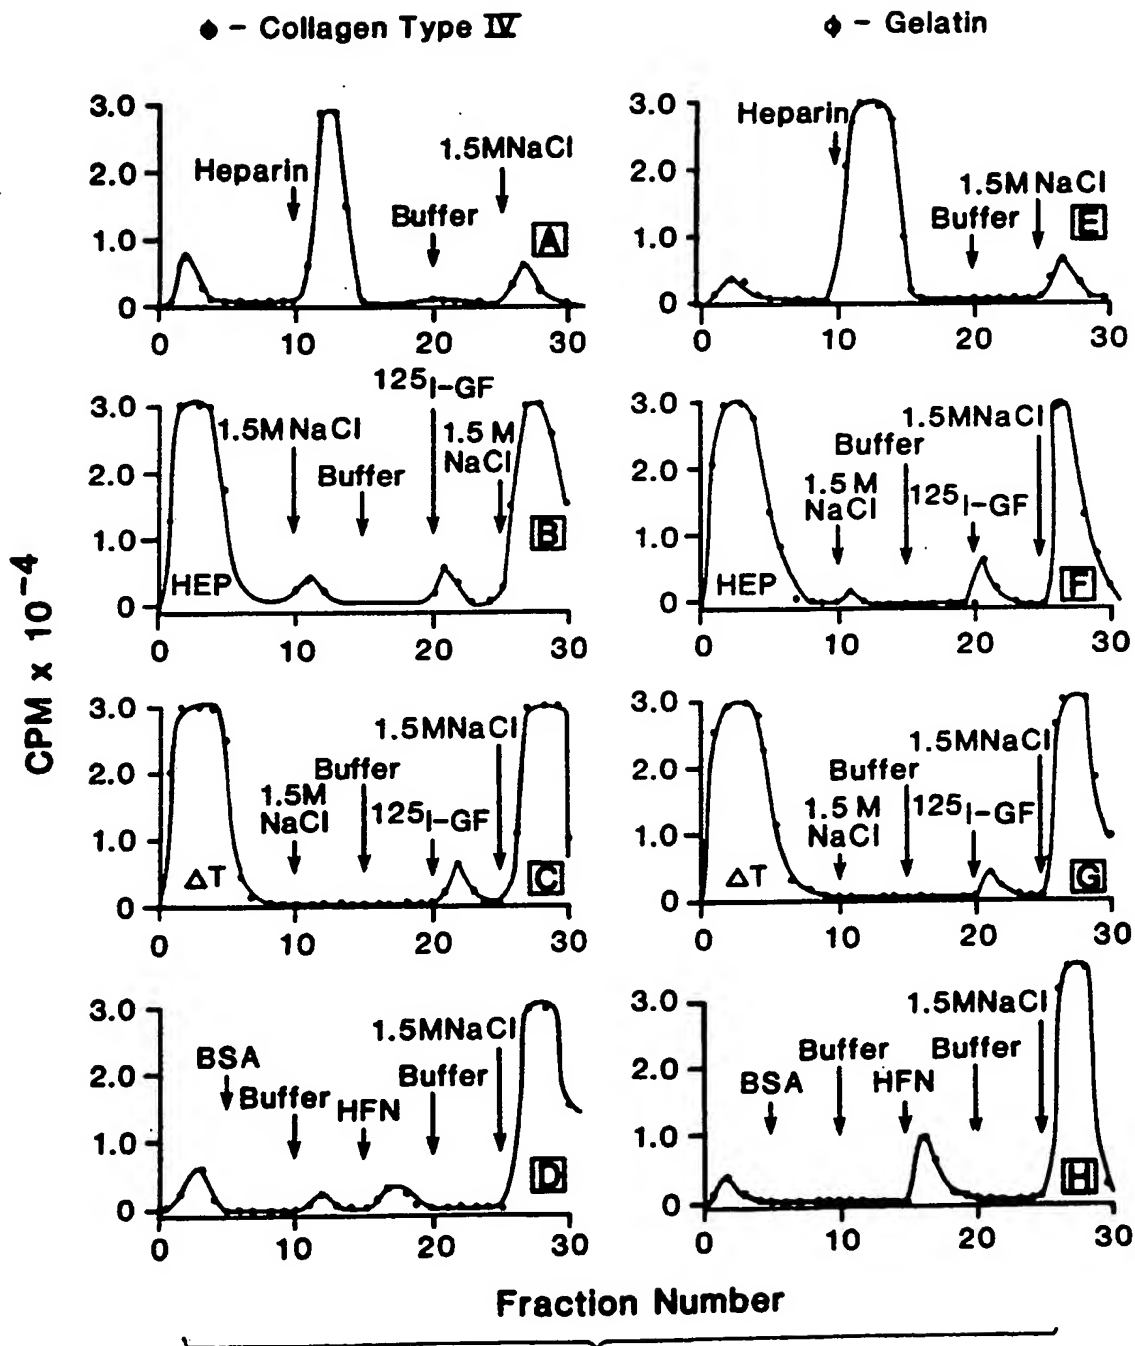 - Collagen Type IV
- Gelatin
CPM x 10⁻⁴
3.0
2.0
1.0
0
Heparin
Buffer
1.5MNaCl
A
0 10 20 30
3.0
2.0
1.0
0
Heparin
Buffer
1.5M NaCl
E
0 10 20 30
3.0
2.0
1.0
0
HEP
1.5M NaCl
Buffer
¹²⁵I-GF
1.5 M
NaCl
B
0 10 20 30
3.0
2.0
1.0
0
HEP
1.5 M
NaCl
Buffer
¹²⁵I-GF
1.5MNaCl
F
0 10 20 30
3.0
2.0
1.0
0
ΔT
1.5M
NaCl
Buffer
¹²⁵I-GF
1.5MNaCl
C
0 10 20 30
3.0
2.0
1.0
0
ΔT
1.5 M
NaCl
Buffer
¹²⁵I-GF
1.5MNaCl
G
0 10 20 30
3.0
2.0
1.0
0
BSA
Buffer
HFN
Buffer
1.5MNaCl
D
0 10 20 30
3.0
2.0
1.0
0
BSA
Buffer
HFN
Buffer
1.5MNaCl
H
0 10 20 30
Fraction Number